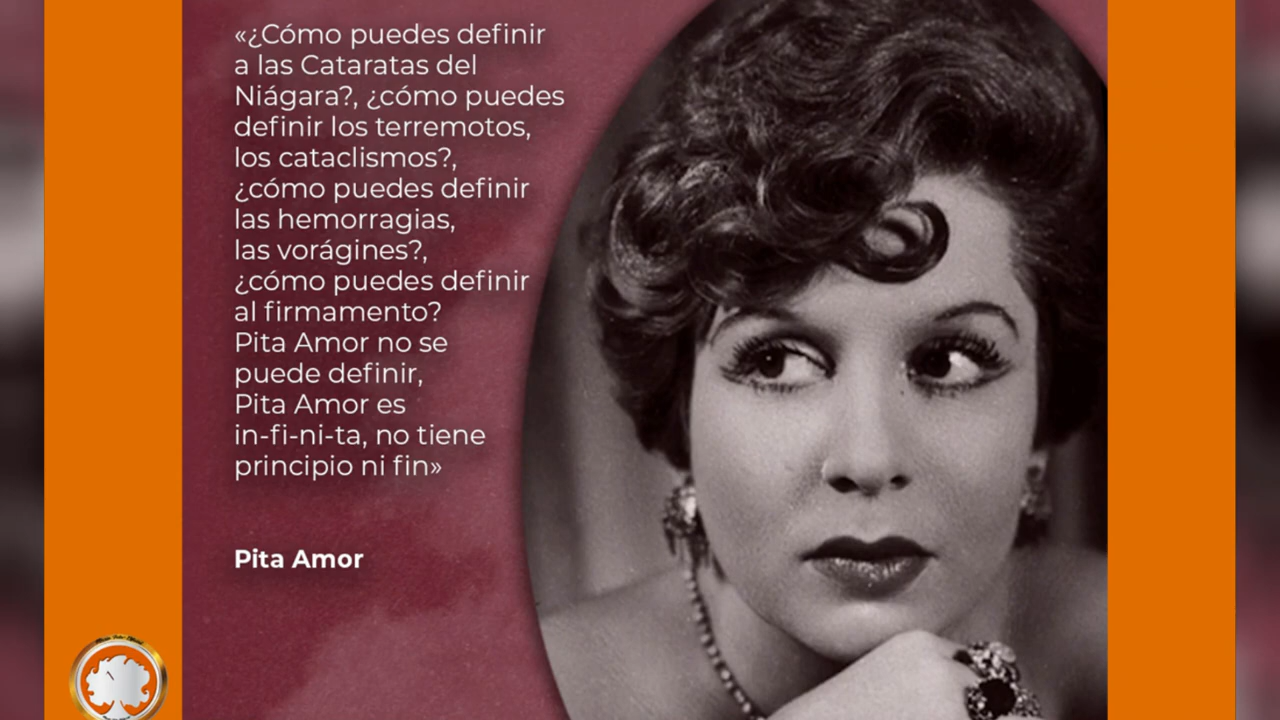 «¿Cómo puedes definir
a las Cataratas del
Niágara?, ¿cómo puedes
definir los terremotos,
los cataclismos?,
¿cómo puedes definir
las hemorragias,
las vorágines?,
¿cómo puedes definir
al firmamento?
Pita Amor no se
puede definir,
Pita Amor es
in-fi-ni-ta, no tiene
principio ni fin»
Pita Amor